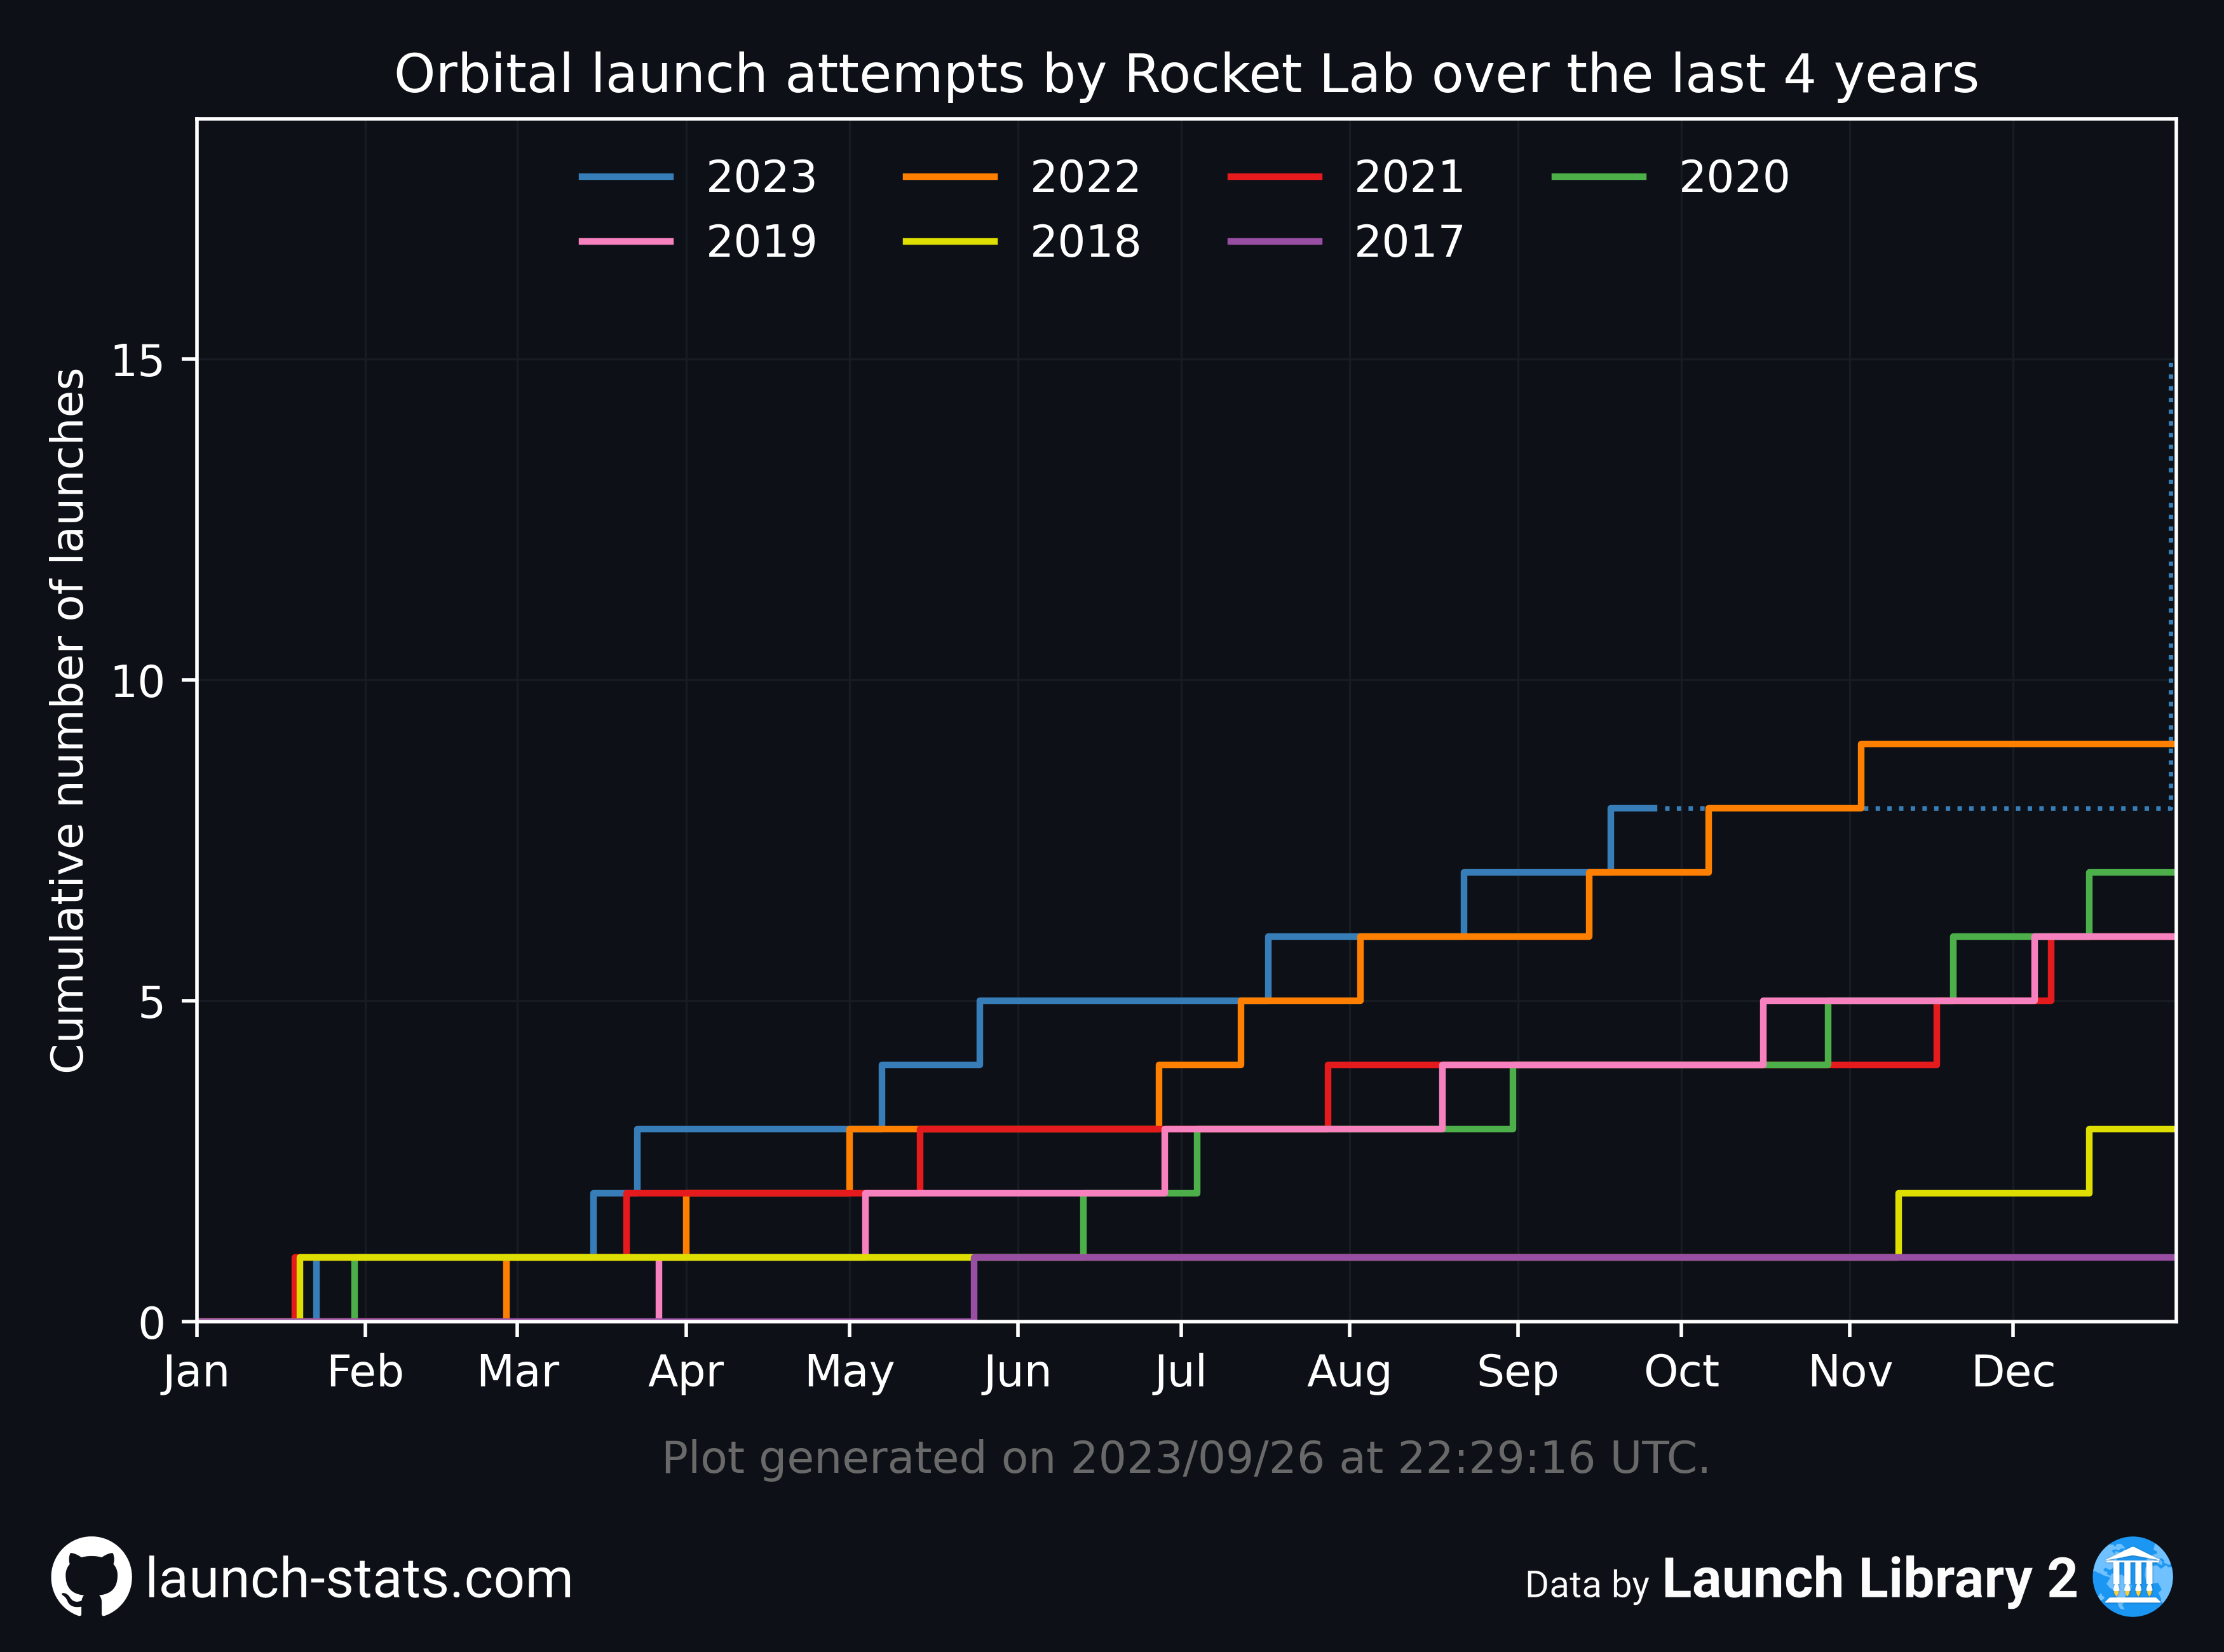 Orbital launch attempts by Rocket Lab over the last 4 years
2023 2022 2021 2020
2019 2018 2017
Cumulative number of launches
15
10
5
0
Jan Feb Mar Apr May Jun Jul Aug Sep Oct Nov Dec
Plot generated on 2023/09/26 at 22:29:16 UTC.
launch-stats.com
Data by Launch Library 2